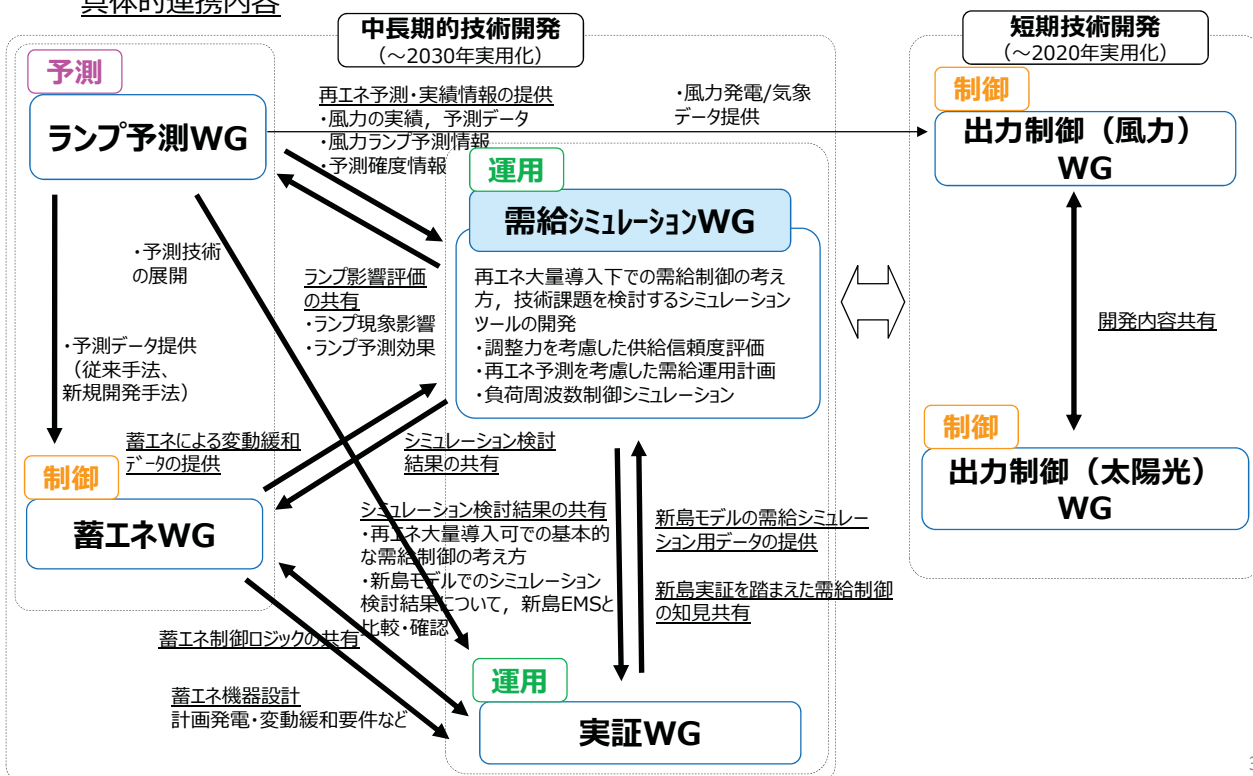 具体的連携内容
中長期的技術開発
（～2030年実用化）
短期技術開発
（～2020年実用化）
予測
ランプ予測WG
再エネ予測・実績情報の提供
・風力の実績，予測データ
・風力ランプ予測情報
・予測確度情報
・風力発電/気象
データ提供
制御
出力制御（風力）
WG
運用
需給シミュレーションWG
再エネ大量導入下での需給制御の考え
方，技術課題を検討するシミュレーション
ツールの開発
・調整力を考慮した供給信頼度評価
・再エネ予測を考慮した需給運用計画
・負荷周波数制御シミュレーション
・予測技術
の展開
ランプ影響評価
の共有
・ランプ現象影響
・ランプ予測効果
・予測データ提供
（従来手法、
新規開発手法）
開発内容共有
蓄エネによる変動緩和
データの提供
シミュレーション検討
結果の共有
制御
蓄エネWG
制御
出力制御（太陽光）
WG
シミュレーション検討結果の共有
・再エネ大量導入可での基本的
な需給制御の考え方
・新島モデルでのシミュレーション
検討結果について，新島EMSと
比較・確認
新島モデルの需給シミュレー
ション用データの提供
新島実証を踏まえた需給制御
の知見共有
蓄エネ制御ロジックの共有
蓄エネ機器設計
計画発電・変動緩和要件など
運用
実証WG